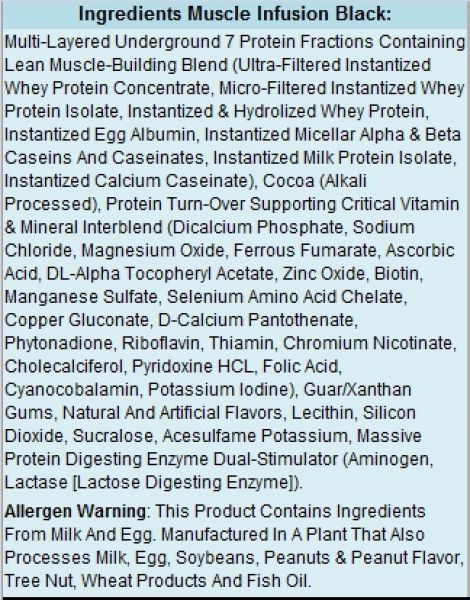 Ingredients Muscle Infusion Black:
Multi-Layered Underground 7 Protein Fractions Containing
Lean Muscle-Building Blend (Ultra-Filtered Instantized
Whey Protein Concentrate, Micro-Filtered Instantized Whey
Protein Isolate, Instantized & Hydrolized Whey Protein,
Instantized Egg Albumin, Instantized Micellar Alpha & Beta
Caseins And Caseinates, Instantized Milk Protein Isolate,
Instantized Calcium Caseinate), Cocoa (Alkali
Processed), Protein Turn-Over Supporting Critical Vitamin
& Mineral Interblend (Dicalcium Phosphate, Sodium
Chloride, Magnesium Oxide, Ferrous Fumarate, Ascorbic
Acid, DL-Alpha Tocopheryl Acetate, Zinc Oxide, Biotin,
Manganese Sulfate, Selenium Amino Acid Chelate,
Copper Gluconate, D-Calcium Pantothenate,
Phytonadione, Riboflavin, Thiamin, Chromium Nicotinate,
Cholecalciferol, Pyridoxine HCL, Folic Acid,
Cyanocobalamin, Potassium Iodine), Guar/Xanthan
Gums, Natural And Artificial Flavors, Lecithin, Silicon
Dioxide, Sucralose, Acesulfame Potassium, Massive
Protein Digesting Enzyme Dual-Stimulator (Aminogen,
Lactase [Lactose Digesting Enzyme]).
Allergen Warning: This Product Contains Ingredients
From Milk And Egg. Manufactured In A Plant That Also
Processes Milk, Egg, Soybeans, Peanuts & Peanut Flavor,
Tree Nut, Wheat Products And Fish Oil.